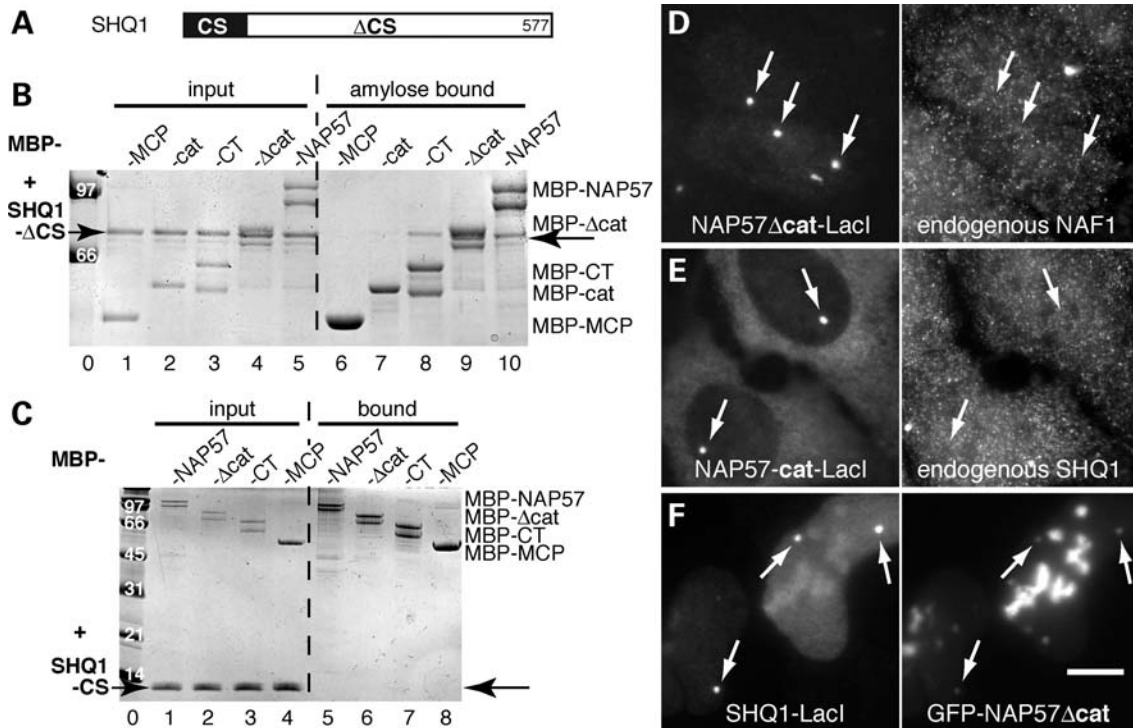 A
SHQ1
CS
ΔCS
577
B
input
amylose bound
MBP-
-MCP
-cat
-CT
-Δcat
-NAP57
-MCP
-cat
-CT
-Δcat
-NAP57
+
SHQ1
-ΔCS
97
66
MBP-NAP57
MBP-Δcat
MBP-CT
MBP-cat
MBP-MCP
0 1 2 3 4 5 6 7 8 9 10
C
input
bound
MBP-
-NAP57
-Δcat
-CT
-MCP
-NAP57
-Δcat
-CT
-MCP
97
66
45
31
21
14
MBP-NAP57
MBP-Δcat
MBP-CT
MBP-MCP
+
SHQ1
-CS
0 1 2 3 4 5 6 7 8
D
NAP57Δcat-LacI
endogenous NAF1
E
NAP57-cat-LacI
endogenous SHQ1
F
SHQ1-LacI
GFP-NAP57Δcat